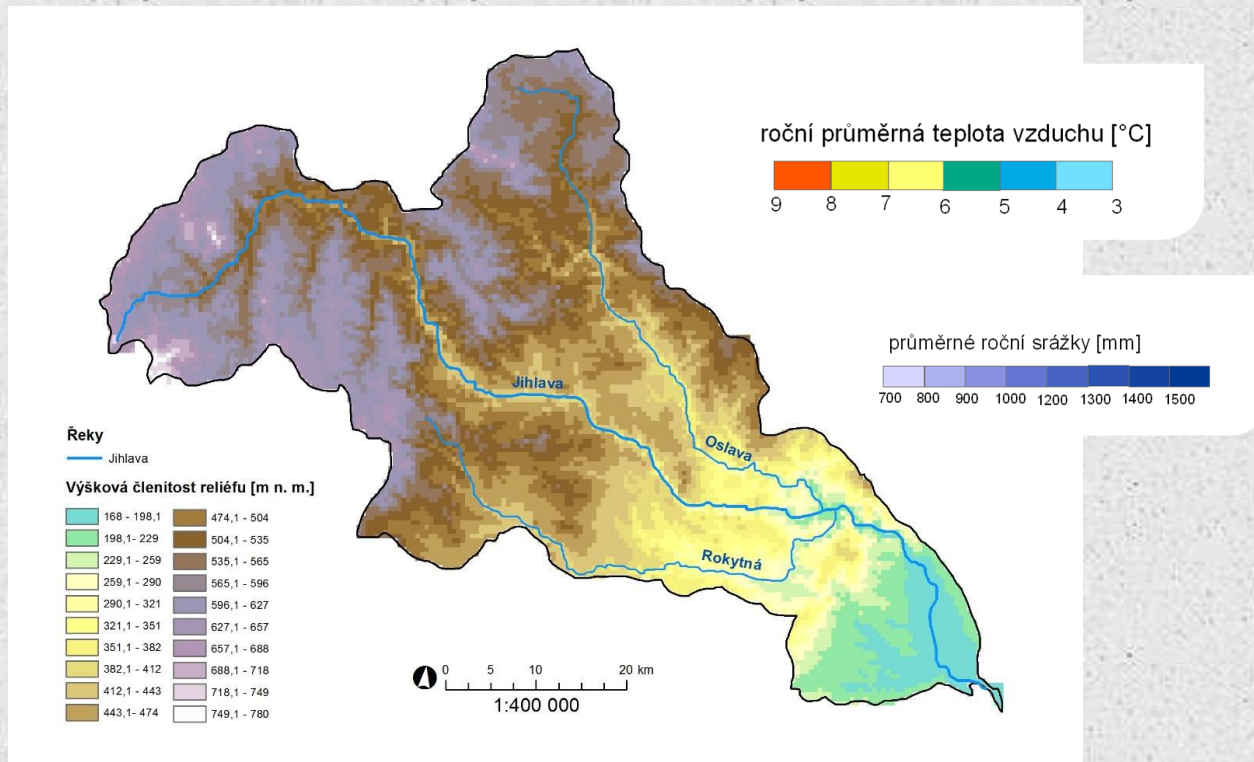 roční průměrná teplota vzduchu [°C]
9 8 7 6 5 4 3
průměrné roční srážky [mm]
700 800 900 1000 1200 1300 1400 1500
Jihlava
Oslava
Rokytná
Řeky
Jihlava
Výšková členitost reliéfu [m n. m.]
168 - 198,1 474,1 - 504
198,1- 229 504,1 - 535
229,1 - 259 535,1 - 565
259,1 - 290 565,1 - 596
290,1 - 321 596,1 - 627
321,1 - 351 627,1 - 657
351,1 - 382 657,1 - 688
382,1 - 412 688,1 - 718
412,1 - 443 718,1 - 749
443,1- 474 749,1 - 780
0 5 10 20 km
1:400 000